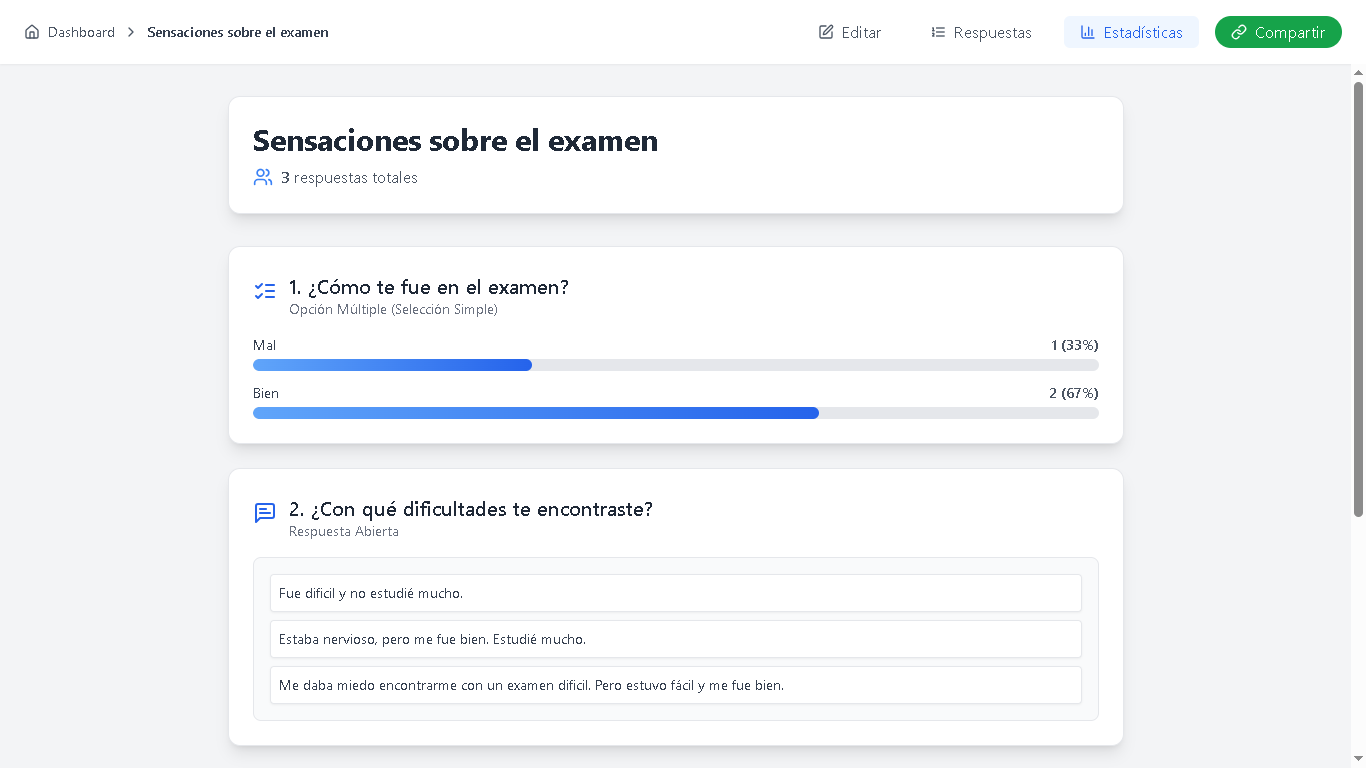 Dashboard
Sensaciones sobre el examen
Editar
Respuestas
Estadísticas
Compartir
Sensaciones sobre el examen
3 respuestas totales
1. ¿Cómo te fue en el examen?
Opción Múltiple (Selección Simple)
Mal
1 (33%)
Bien
2 (67%)
2. ¿Con qué dificultades te encontraste?
Respuesta Abierta
Fue dificil y no estudié mucho.
Estaba nervioso, pero me fue bien. Estudié mucho.
Me daba miedo encontrarme con un examen dificil. Pero estuvo fácil y me fue bien.